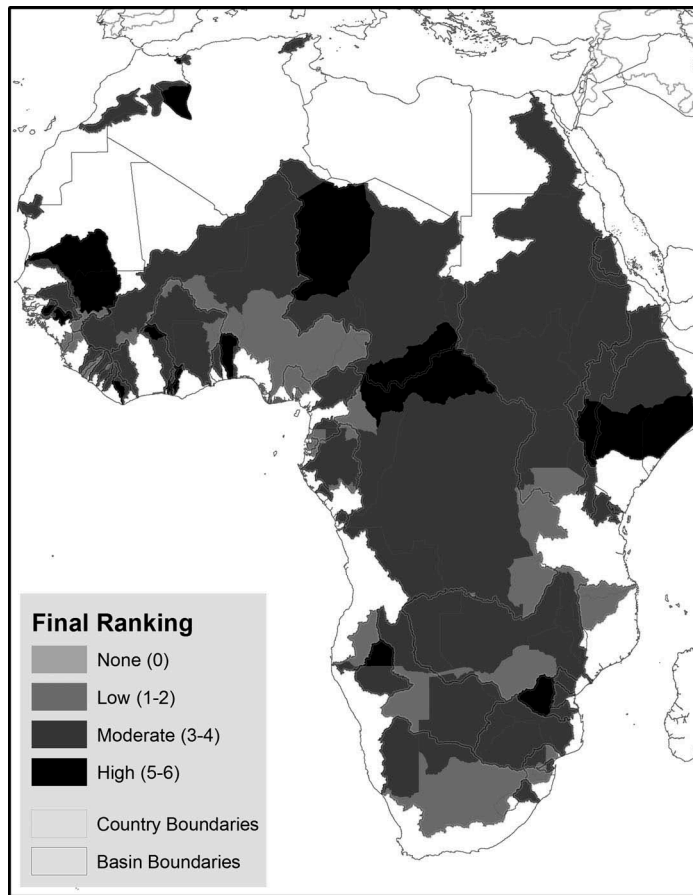 Final Ranking
None (0)
Low (1-2)
Moderate (3-4)
High (5-6)
Country Boundaries
Basin Boundaries